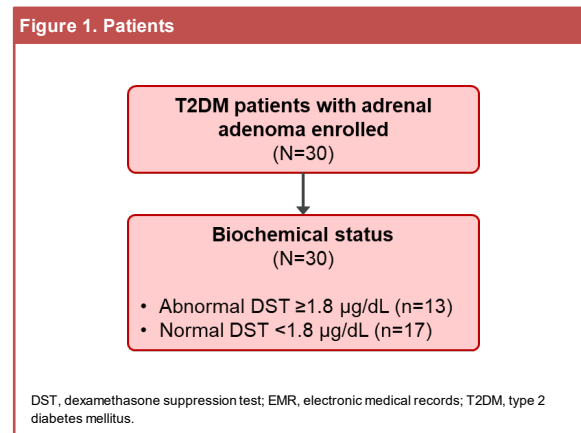 Figure 1. Patients
T2DM patients with adrenal
adenoma enrolled
(N=30)
Biochemical status
(N=30)
• Abnormal DST ≥1.8 µg/dL (n=13)
• Normal DST <1.8 µg/dL (n=17)
DST, dexamethasone suppression test; EMR, electronic medical records; T2DM, type 2
diabetes mellitus.